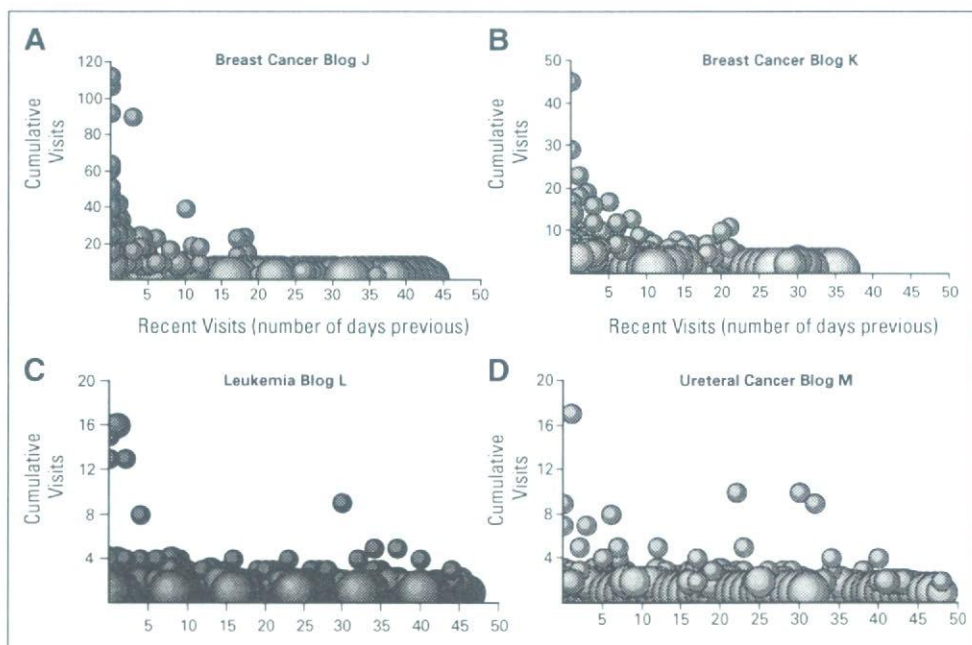 A
Breast Cancer Blog J
Cumulative
Visits
120
100
80
60
40
20
5 10 15 20 25 30 35 40 45 50
Recent Visits (number of days previous)
B
Breast Cancer Blog K
Cumulative
Visits
50
40
30
20
10
5 10 15 20 25 30 35 40 45 50
Recent Visits (number of days previous)
C
Leukemia Blog L
Cumulative
Visits
20
16
12
8
4
5 10 15 20 25 30 35 40 45 50
D
Ureteral Cancer Blog M
Cumulative
Visits
20
16
12
8
4
5 10 15 20 25 30 35 40 45 50